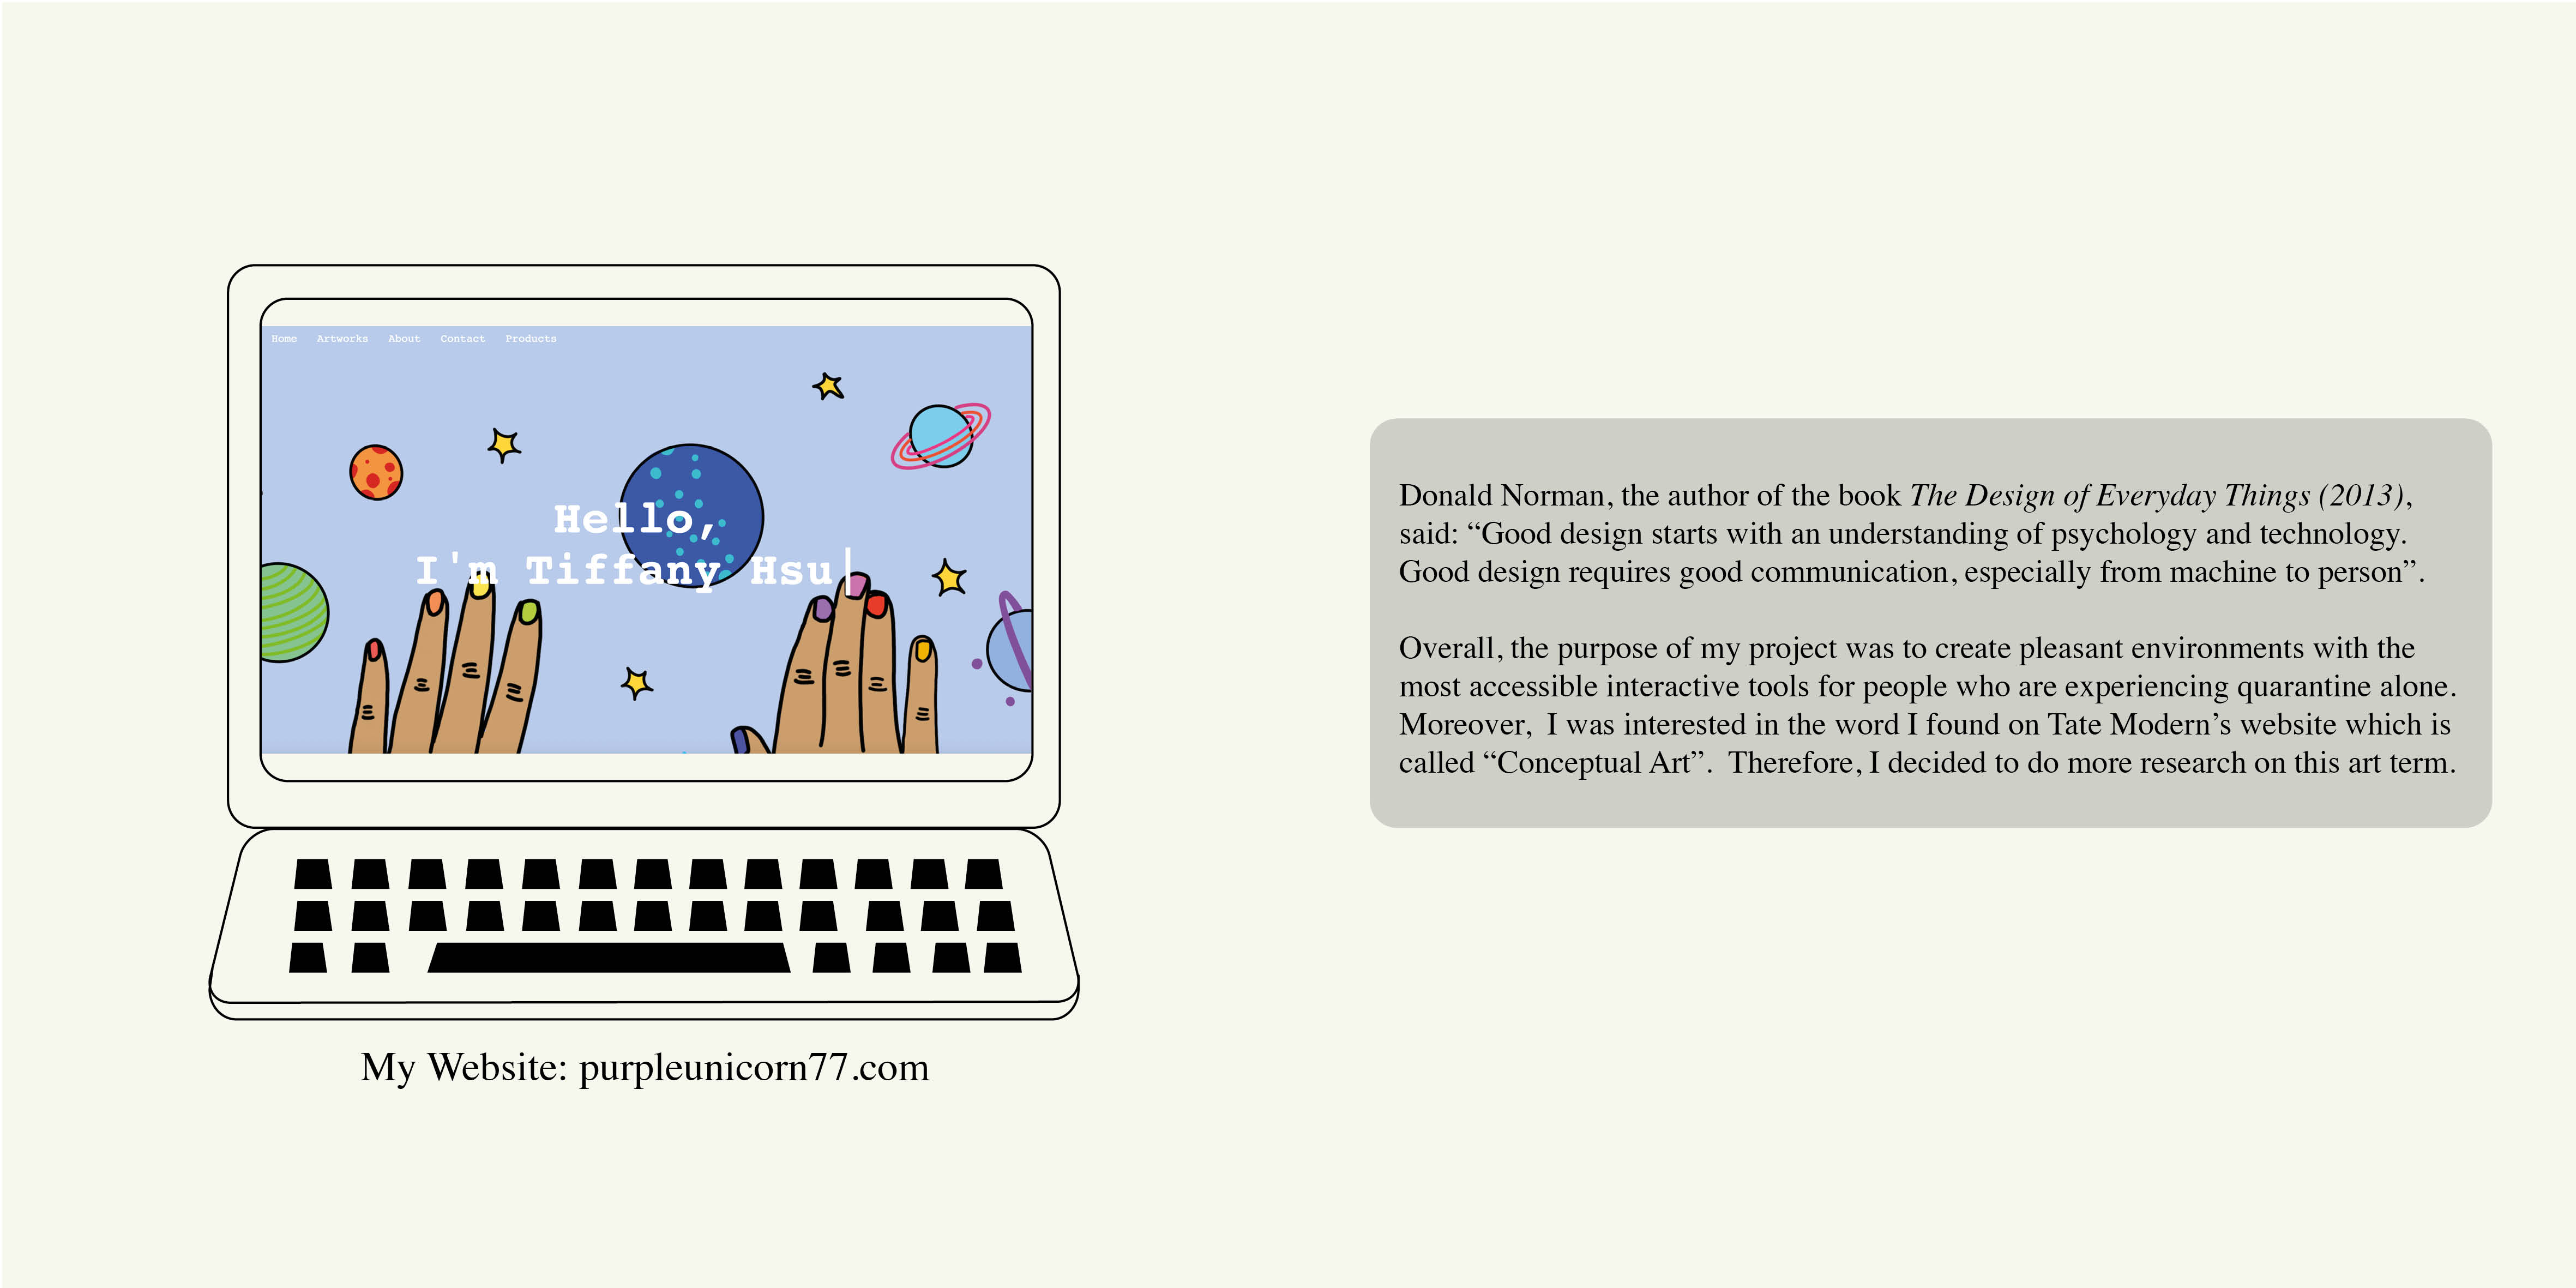 Home Artworks About Contact Products
Hello,
I'm Tiffany Hsu|
My Website: purpleunicorn77.com
Donald Norman, the author of the book The Design of Everyday Things (2013),
said: “Good design starts with an understanding of psychology and technology.
Good design requires good communication, especially from machine to person”.
Overall, the purpose of my project was to create pleasant environments with the
most accessible interactive tools for people who are experiencing quarantine alone.
Moreover,  I was interested in the word I found on Tate Modern’s website which is
called “Conceptual Art”.  Therefore, I decided to do more research on this art term.